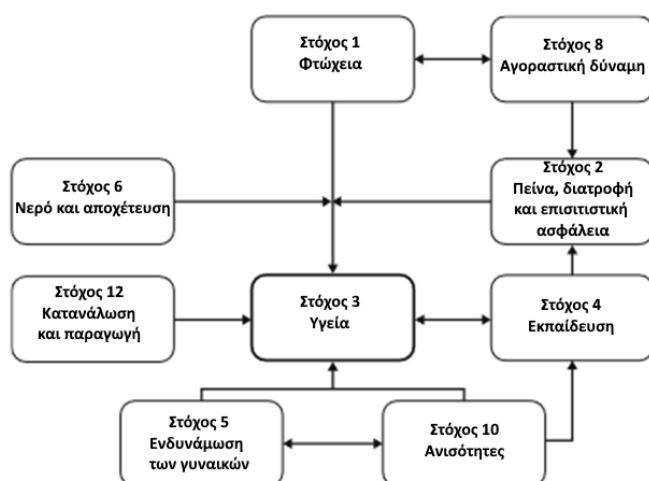 Στόχος 1
Φτώχεια
Στόχος 8
Αγοραστική δύναμη
Στόχος 6
Νερό και αποχέτευση
Στόχος 2
Πείνα, διατροφή
και επισιτιστική
ασφάλεια
Στόχος 12
Κατανάλωση
και παραγωγή
Στόχος 3
Υγεία
Στόχος 4
Εκπαίδευση
Στόχος 5
Ενδυνάμωση
των γυναικών
Στόχος 10
Ανισότητες